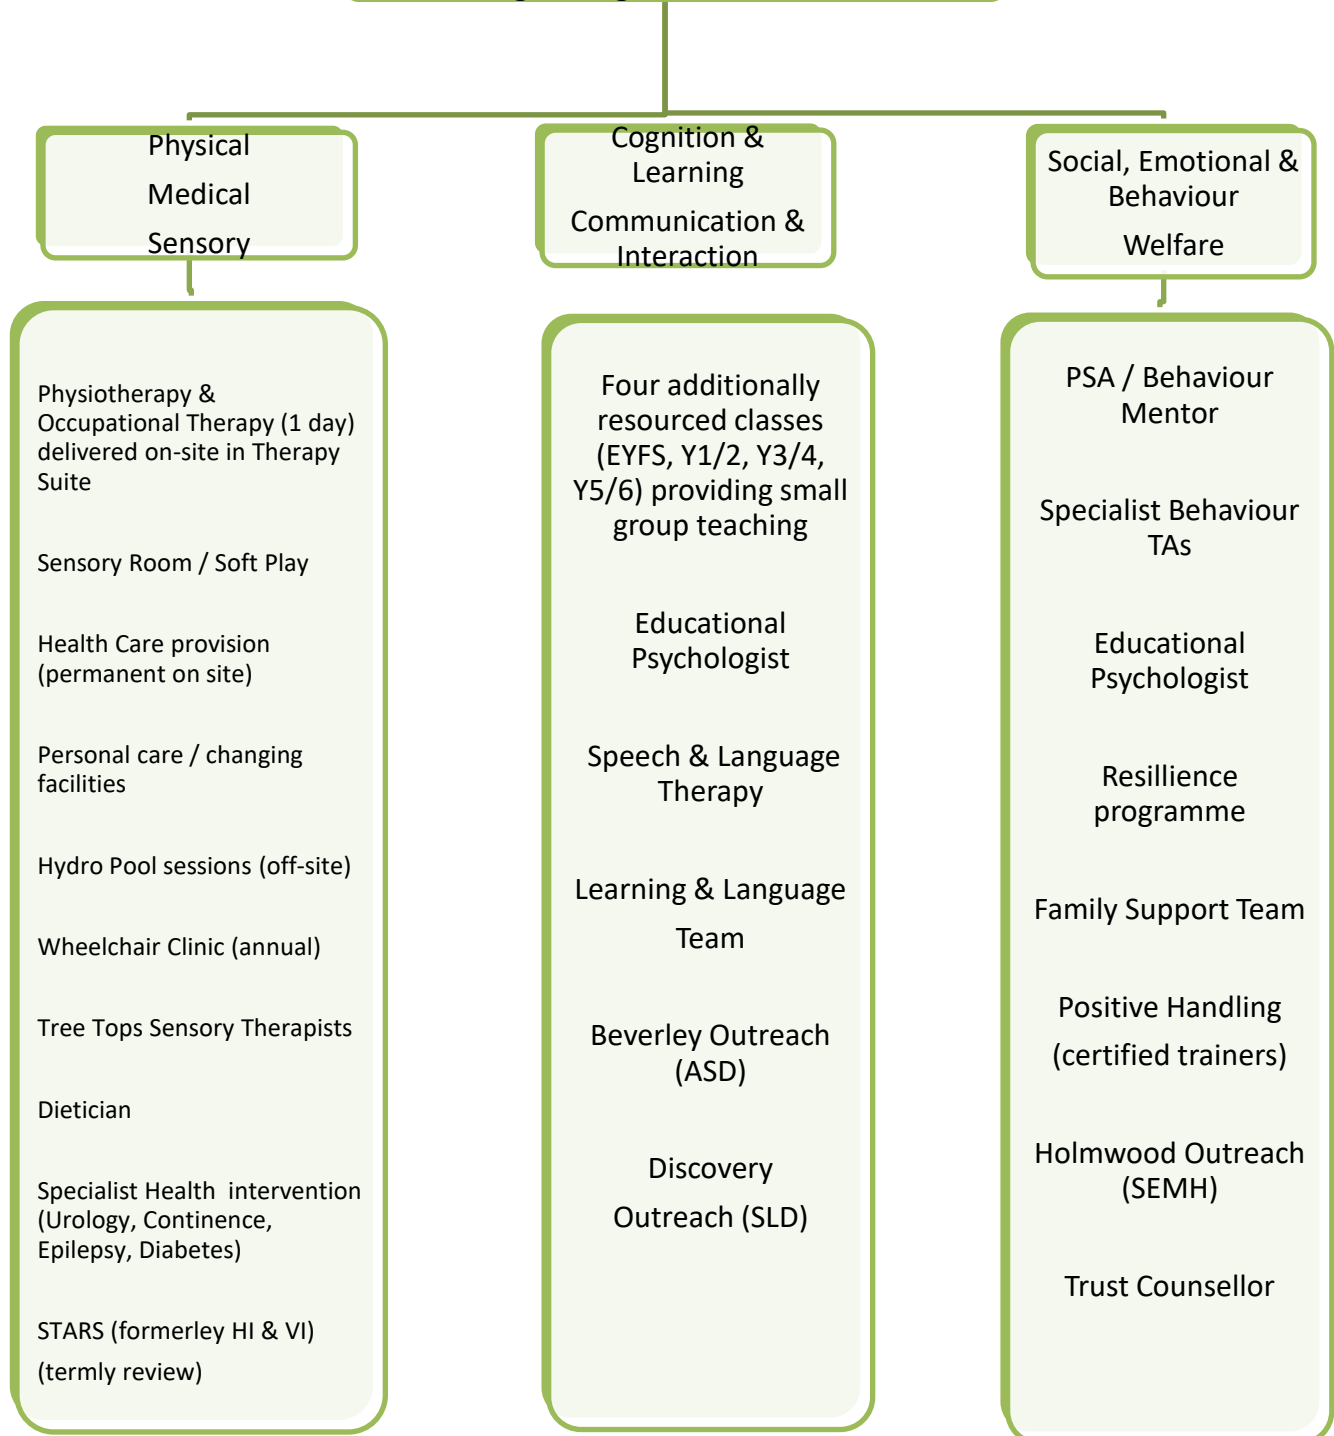 Physical
Medical
Sensory
Cognition &
Learning
Communication &
Interaction
Social, Emotional &
Behaviour
Welfare
Physiotherapy &
Occupational Therapy (1 day)
delivered on-site in Therapy
Suite
Sensory Room / Soft Play
Health Care provision
(permanent on site)
Personal care / changing
facilities
Hydro Pool sessions (off-site)
Wheelchair Clinic (annual)
Tree Tops Sensory Therapists
Dietician
Specialist Health  intervention
(Urology, Continence,
Epilepsy, Diabetes)
STARS (formerley HI & VI)
(termly review)
Four additionally
resourced classes
(EYFS, Y1/2, Y3/4,
Y5/6) providing small
group teaching
Educational
Psychologist
Speech & Language
Therapy
Learning & Language
Team
Beverley Outreach
(ASD)
Discovery
Outreach (SLD)
PSA / Behaviour
Mentor
Specialist Behaviour
TAs
Educational
Psychologist
Resillience
programme
Family Support Team
Positive Handling
(certified trainers)
Holmwood Outreach
(SEMH)
Trust Counsellor